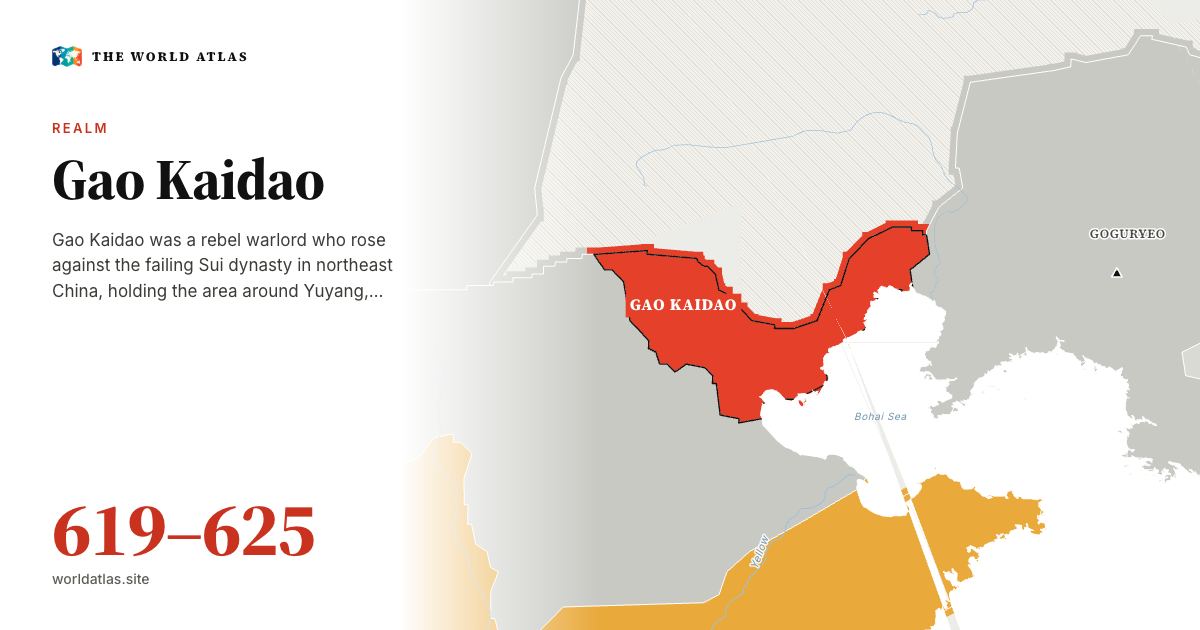 THE WORLD ATLAS
REALM
Gao Kaidao
Gao Kaidao was a rebel warlord who rose
against the failing Sui dynasty in northeast
China, holding the area around Yuyang,...
619–625
worldatlas.site
GOGURYEO
GAO KAIDAO
Bohai Sea
Yellow